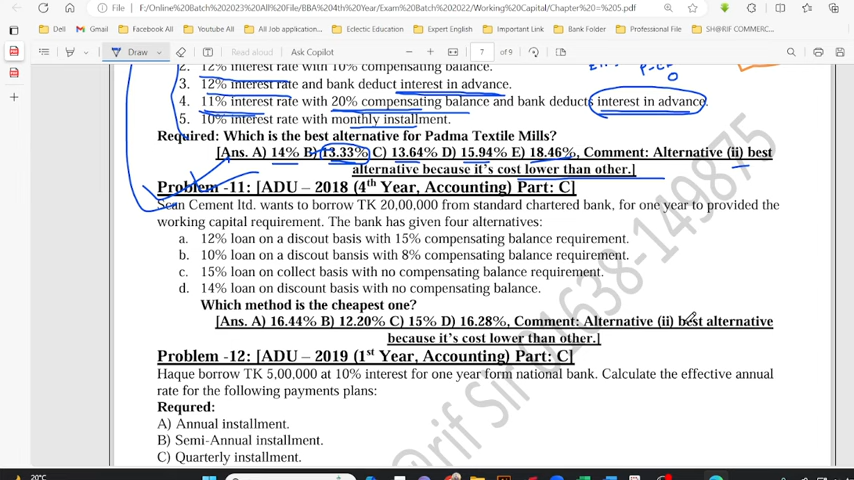 File | F:/Online%20Batch%202023%20All%20File/BBA%204th%20Year/Exam%20Batch%202022/Working%20Capital/Chapter%20=%205.pdf
Dell Amazon Facebook Youtube All All Job application... Eclectic Education Expert English Import Link Bank Folder Professional File SH@RIF COMMERC...
Draw Read aloud Ask Copilot 7 of 9
2. 12% interest rate with 10% compensating balance.
3. 12% interest rate and bank deduct interest in advance.
4. 11% interest rate with 20% compensating balance and bank deducts interest in advance.
5. 10% interest rate with monthly installment.
Required: Which is the best alternative for Padma Textile Mills?
[Ans. A) 14% B) 13.33% C) 13.64% D) 15.94% E) 18.46%, Comment: Alternative (ii) best
alternative because it's cost lower than other.]
Problem -11: [ADU – 2018 (4th Year, Accounting) Part: C]
Scan Cement ltd. wants to borrow TK 20,00,000 from standard chartered bank, for one year to provided the
working capital requirement. The bank has given four alternatives:
a. 12% loan on a discout basis with 15% compensating balance requirement.
b. 10% loan on a discout bansis with 8% compensating balance requirement.
c. 15% loan on collect basis with no compensating balance requirement.
d. 14% loan on discount basis with no compensating balance.
Which method is the cheapest one?
[Ans. A) 16.44% B) 12.20% C) 15% D) 16.28%, Comment: Alternative (ii) best alternative
because it's cost lower than other.]
Problem -12: [ADU – 2019 (1st Year, Accounting) Part: C]
Haque borrow TK 5,00,000 at 10% interest for one year form national bank. Calculate the effective annual
rate for the following payments plans:
Requred:
A) Annual installment.
B) Semi-Annual installment.
C) Quarterly installment.
@rif Sir 01638-149875
20°C